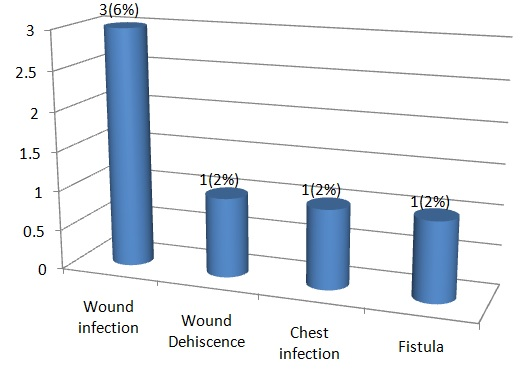 3(6%)
3
2.5
2
1.5
1
0.5
0
1(2%)
1(2%)
1(2%)
Wound
infection
Wound
Dehiscence
Chest
infection
Fistula